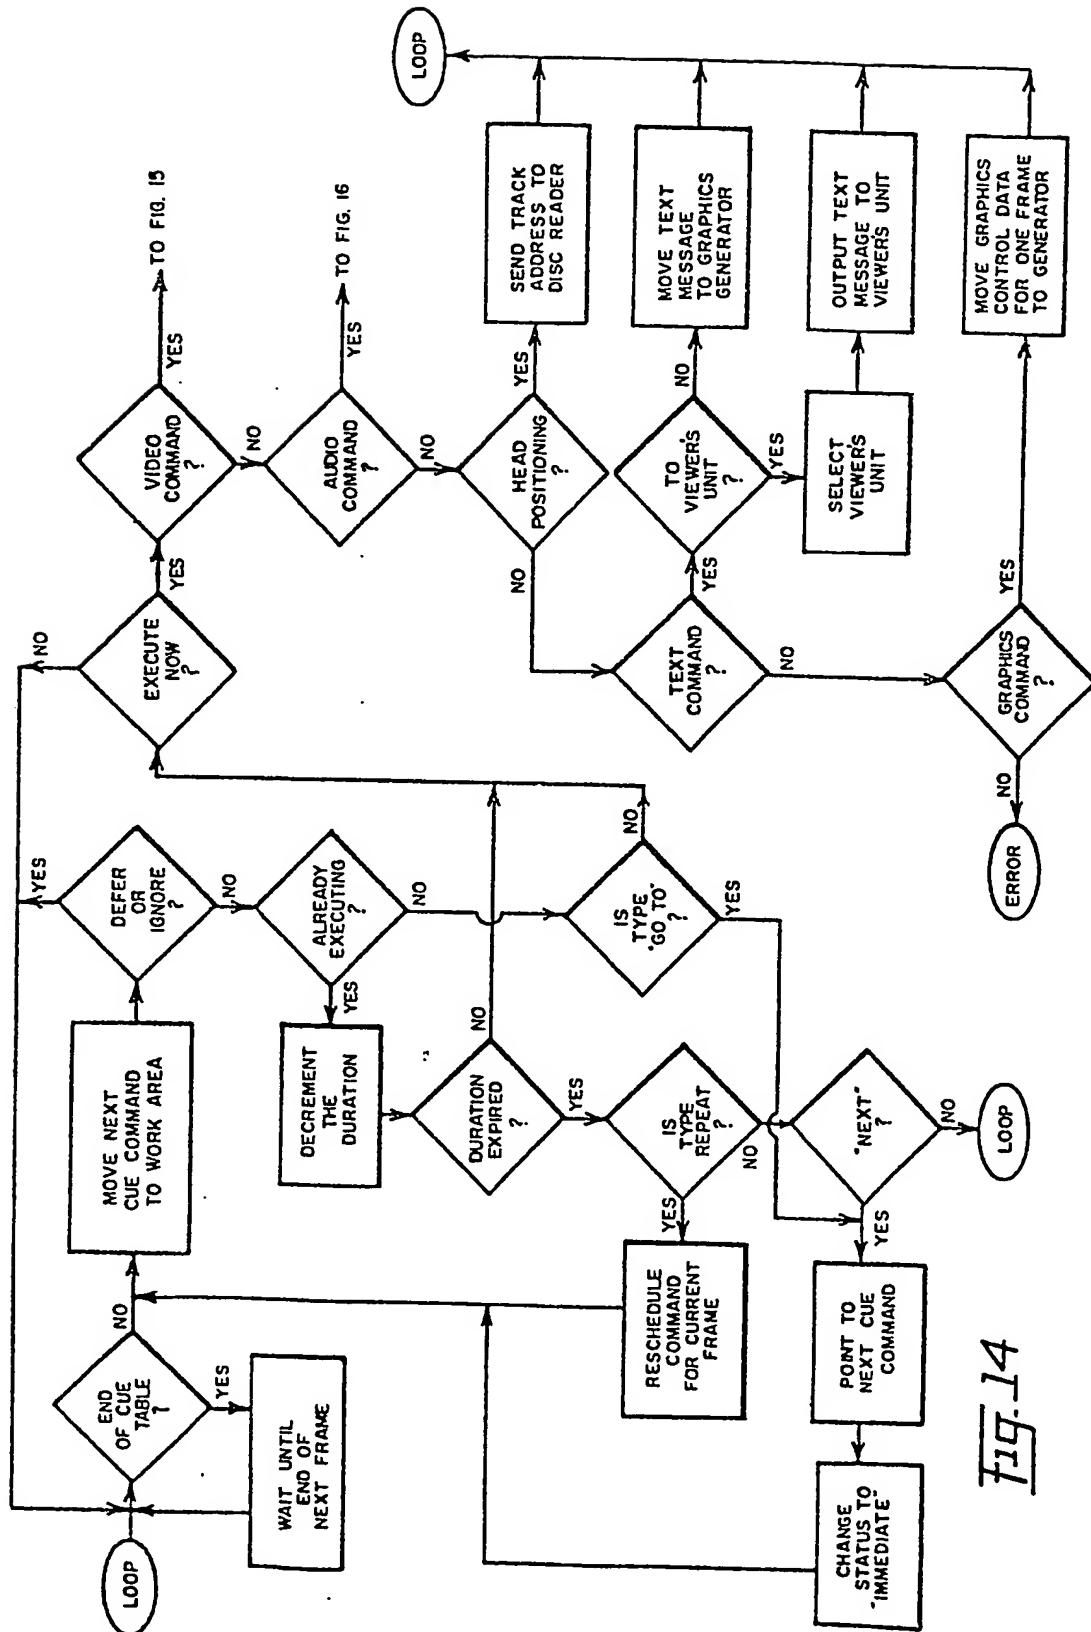 LOOP
END
OF CUE
TABLE
?
NO
YES
WAIT UNTIL
END OF
NEXT FRAME
MOVE NEXT
CUE COMMAND
TO WORK AREA
DEFER
OR
IGNORE
?
YES
NO
ALREADY
EXECUTING
?
YES
NO
DECREMENT
THE
DURATION
DURATION
EXPIRED
?
NO
YES
IS
TYPE
REPEAT
?
YES
NO
RESCHEDULE
COMMAND
FOR CURRENT
FRAME
IS
TYPE
"GO TO"
?
NO
YES
"NEXT"
?
YES
NO
LOOP
POINT TO
NEXT CUE
COMMAND
CHANGE
STATUS TO
"IMMEDIATE"
EXECUTE
NOW
?
NO
YES
VIDEO
COMMAND
?
YES
TO FIG. 15
NO
AUDIO
COMMAND
?
YES
TO FIG. 16
NO
HEAD
POSITIONING
?
YES
NO
SEND TRACK
ADDRESS TO
DISC READER
TEXT
COMMAND
?
YES
NO
TO
VIEWER'S
UNIT
?
NO
YES
MOVE TEXT
MESSAGE
TO GRAPHICS
GENERATOR
SELECT
VIEWER'S
UNIT
OUTPUT TEXT
MESSAGE TO
VIEWER'S UNIT
GRAPHICS
COMMAND
?
YES
NO
ERROR
MOVE GRAPHICS
CONTROL DATA
FOR ONE FRAME
TO GENERATOR
LOOP
Fig. 14